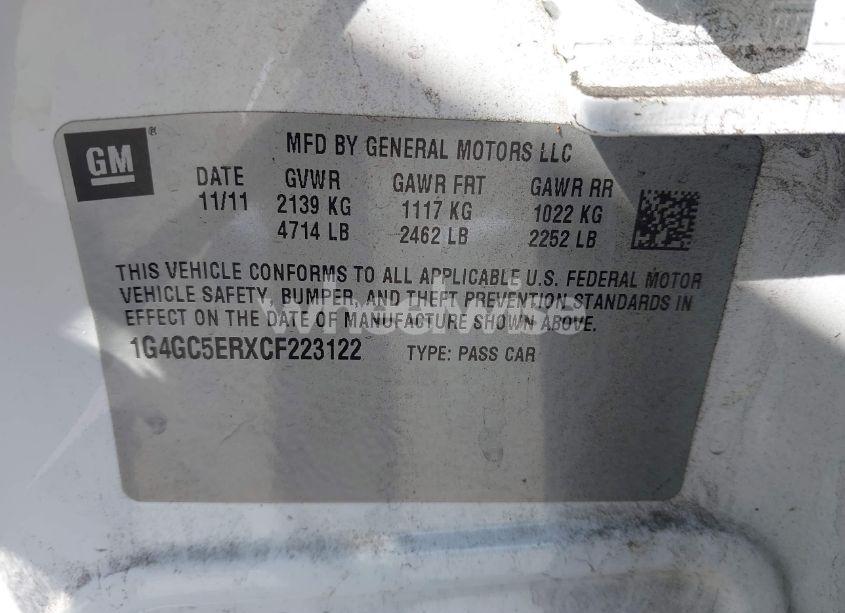 GM®
MFD BY GENERAL MOTORS LLC
DATE GVWR GAWR FRT GAWR RR
11/11 2139 KG 1117 KG 1022 KG
4714 LB 2462 LB 2252 LB
THIS VEHICLE CONFORMS TO ALL APPLICABLE U.S. FEDERAL MOTOR
VEHICLE SAFETY, BUMPER, AND THEFT PREVENTION STANDARDS IN
EFFECT ON THE DATE OF MANUFACTURE SHOWN ABOVE.
1G4GC5ERXCF223122 TYPE: PASS CAR